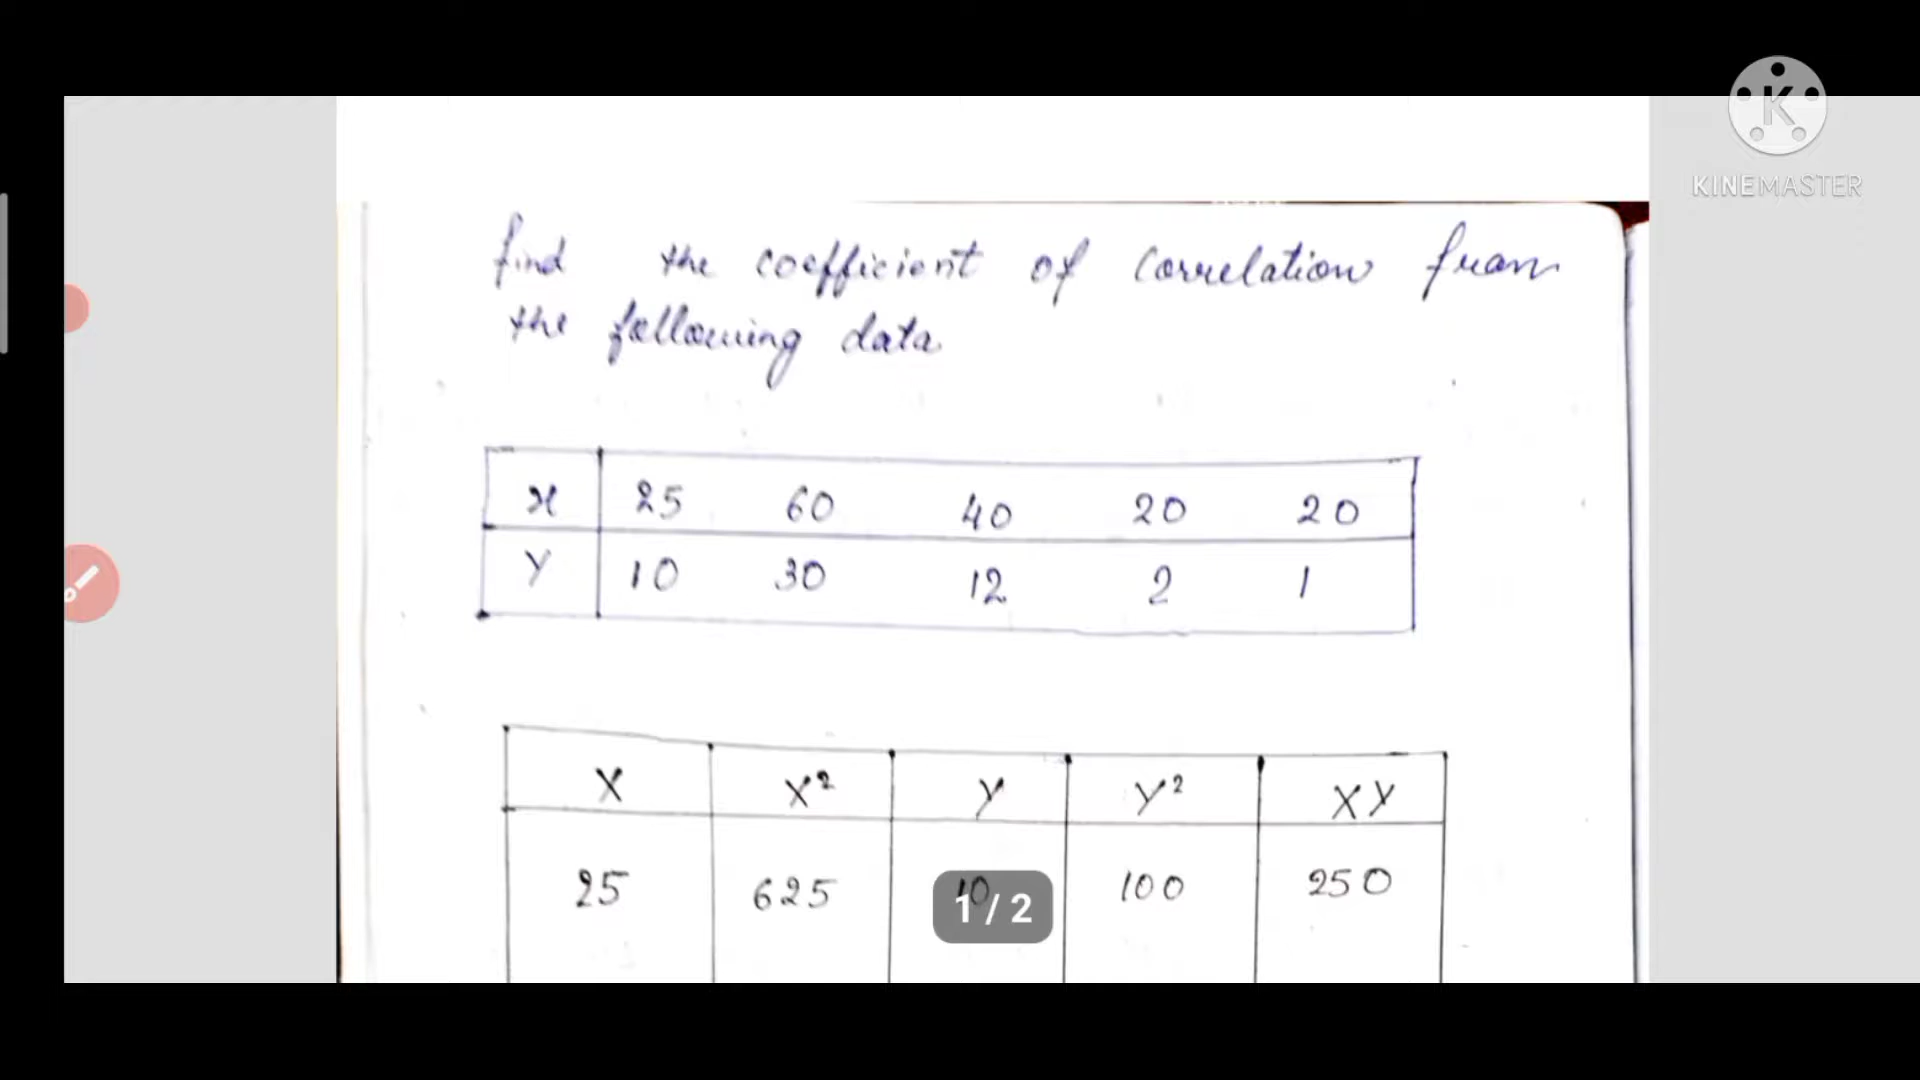 KINEMASTER
find the coefficient of correlation from
the following data
x 25 60 40 20 20
Y 10 30 12 2 1
X X² Y Y² XY
25 625 10 100 250
1 / 2